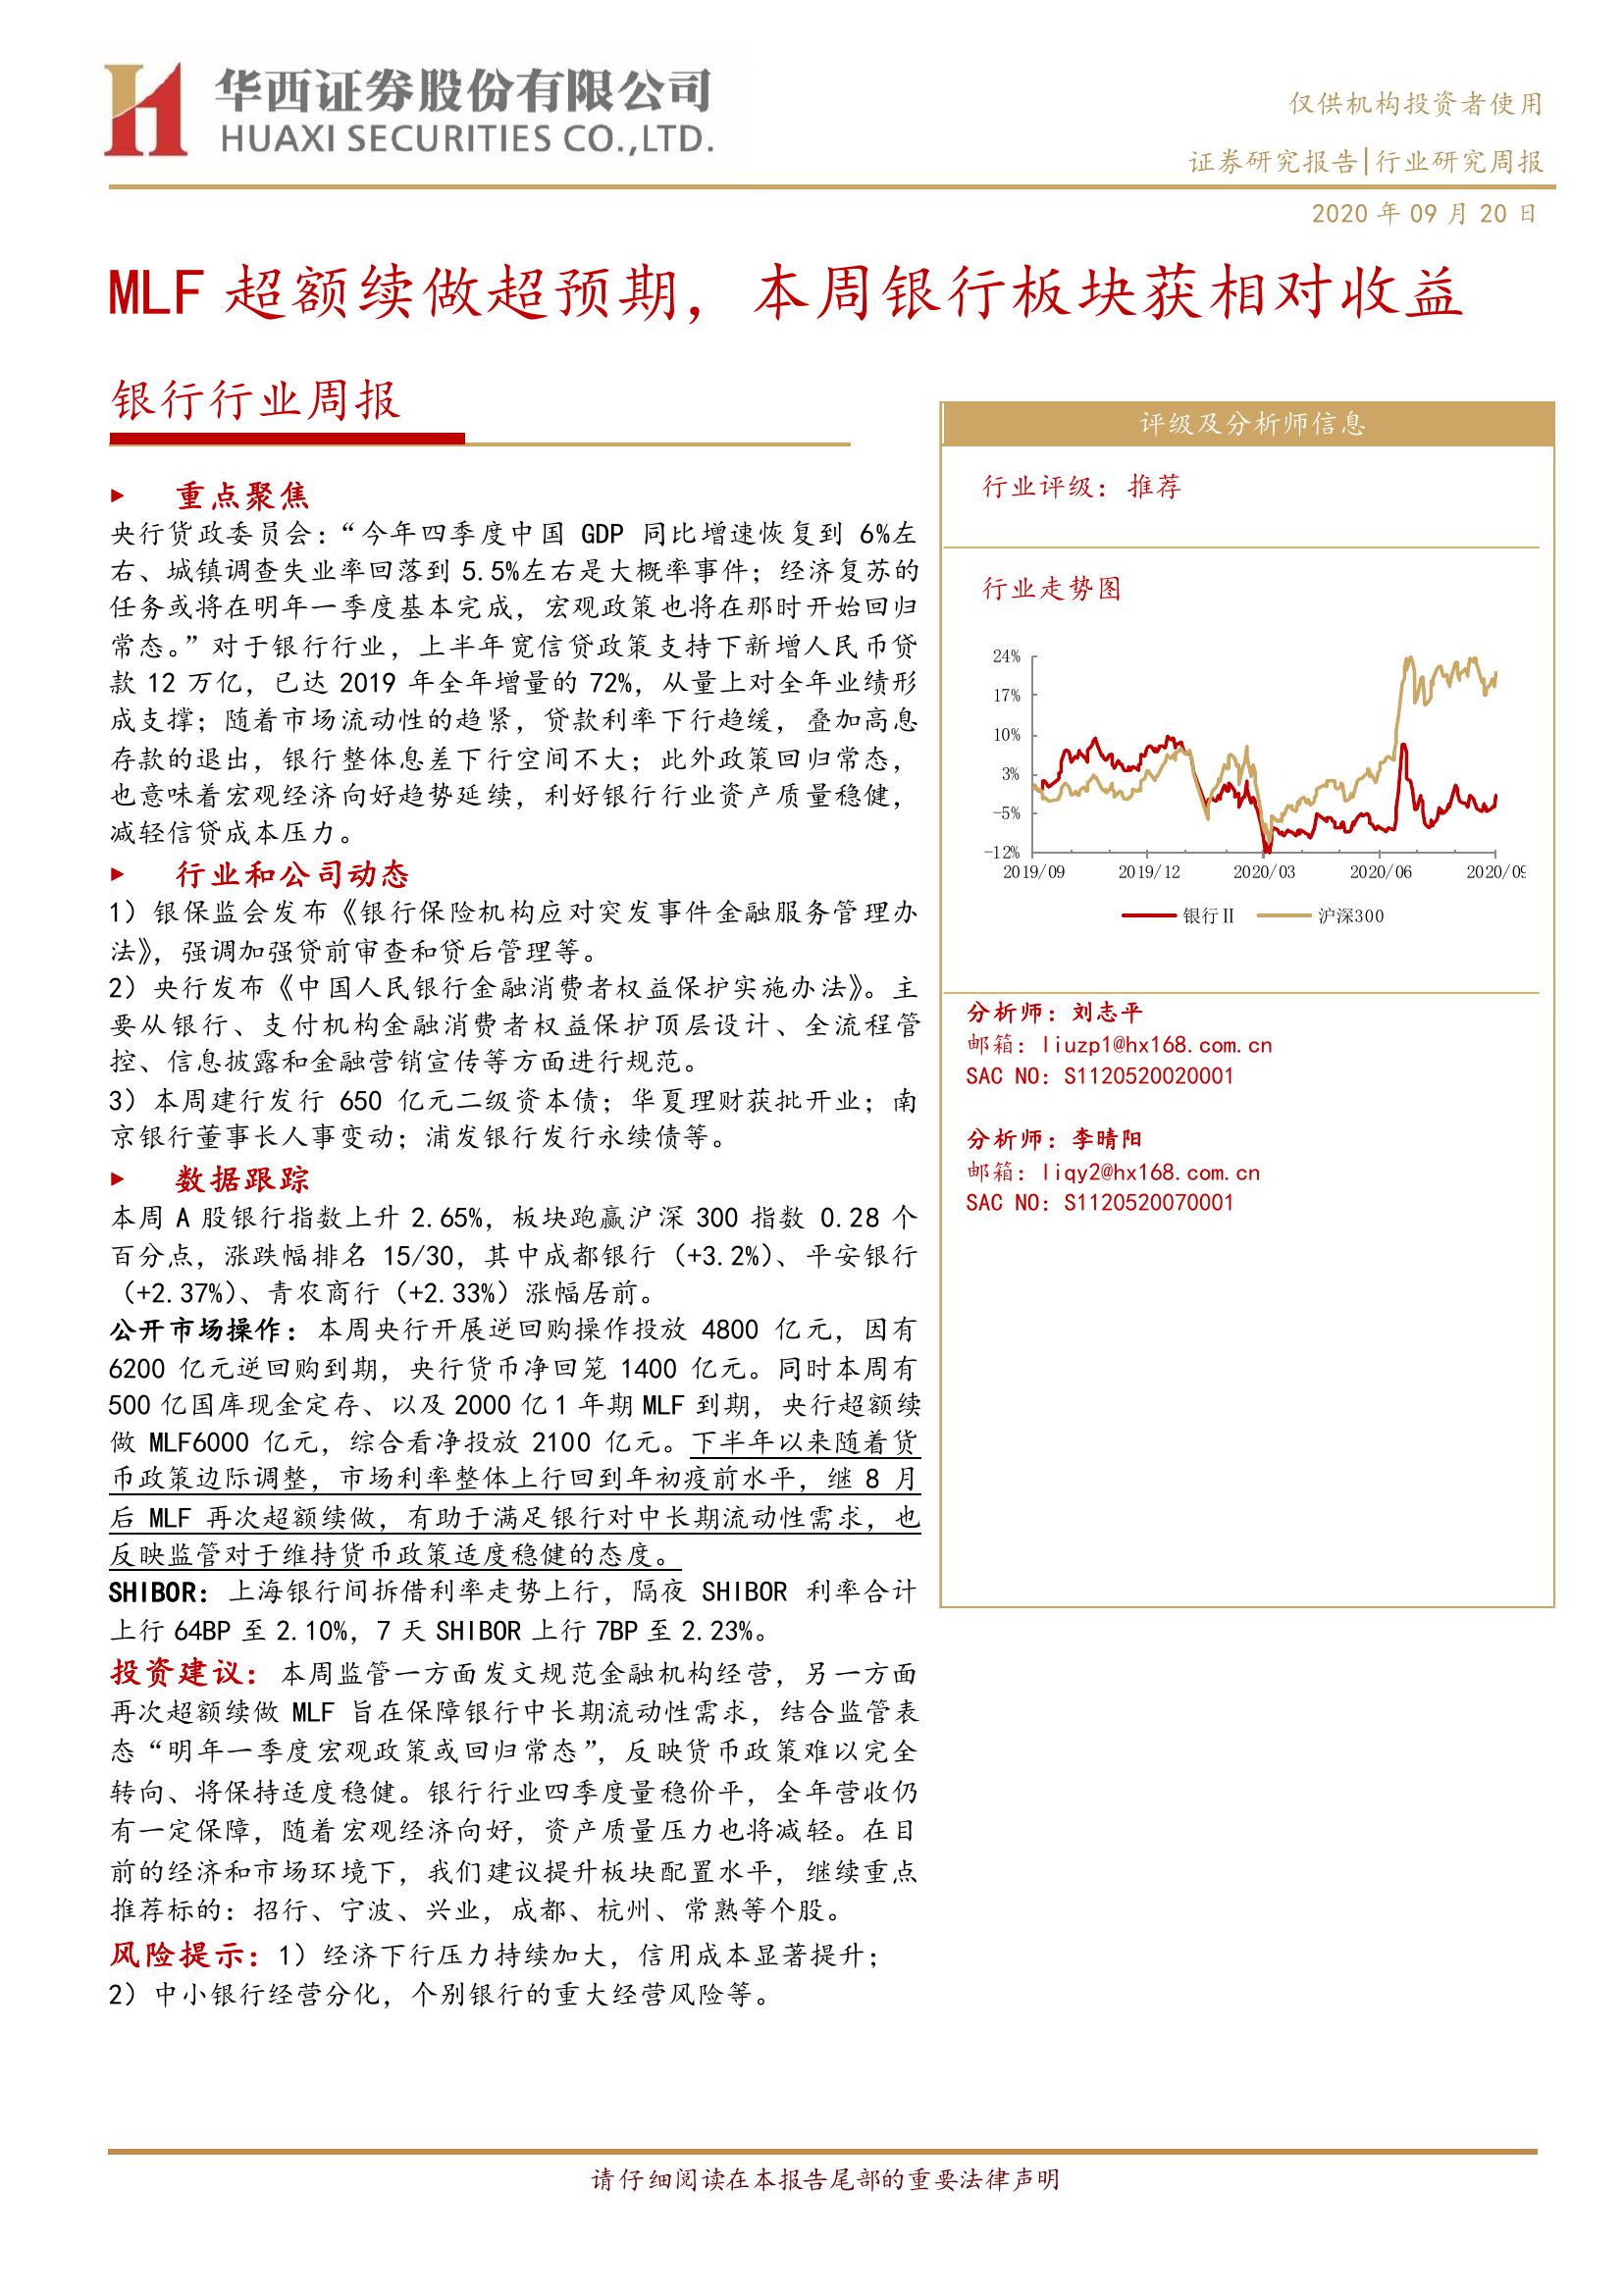 华西证券股份有限公司
HUAXI SECURITIES CO.,LTD.
仅供机构投资者使用
证券研究报告|行业研究周报
2020 年 09 月 20 日
MLF 超额续做超预期，本周银行板块获相对收益
银行行业周报
重点聚焦
央行货政委员会：“今年四季度中国 GDP 同比增速恢复到 6%左
右、城镇调查失业率回落到 5.5%左右是大概率事件；经济复苏的
任务或将在明年一季度基本完成，宏观政策也将在那时开始回归
常态。”对于银行行业，上半年宽信贷政策支持下新增人民币贷
款 12 万亿，已达 2019 年全年增量的 72%，从量上对全年业绩形
成支撑；随着市场流动性的趋紧，贷款利率下行趋缓，叠加高息
存款的退出，银行整体息差下行空间不大；此外政策回归常态，
也意味着宏观经济向好趋势延续，利好银行行业资产质量稳健，
减轻信贷成本压力。
行业和公司动态
1）银保监会发布《银行保险机构应对突发事件金融服务管理办
法》，强调加强贷前审查和贷后管理等。
2）央行发布《中国人民银行金融消费者权益保护实施办法》。主
要从银行、支付机构金融消费者权益保护顶层设计、全流程管
控、信息披露和金融营销宣传等方面进行规范。
3）本周建行发行 650 亿元二级资本债；华夏理财获批开业；南
京银行董事长人事变动；浦发银行发行永续债等。
数据跟踪
本周 A 股银行指数上升 2.65%，板块跑赢沪深 300 指数 0.28 个
百分点，涨跌幅排名 15/30，其中成都银行（+3.2%）、平安银行
（+2.37%）、青农商行（+2.33%）涨幅居前。
公开市场操作：本周央行开展逆回购操作投放 4800 亿元，因有
6200 亿元逆回购到期，央行货币净回笼 1400 亿元。同时本周有
500 亿国库现金定存、以及 2000 亿 1 年期 MLF 到期，央行超额续
做 MLF6000 亿元，综合看净投放 2100 亿元。下半年以来随着货
币政策边际调整，市场利率整体上行回到年初疫前水平，继 8 月
后 MLF 再次超额续做，有助于满足银行对中长期流动性需求，也
反映监管对于维持货币政策适度稳健的态度。
SHIBOR：上海银行间拆借利率走势上行，隔夜 SHIBOR 利率合计
上行 64BP 至 2.10%，7 天 SHIBOR 上行 7BP 至 2.23%。
投资建议：本周监管一方面发文规范金融机构经营，另一方面
再次超额续做 MLF 旨在保障银行中长期流动性需求，结合监管表
态“明年一季度宏观政策或回归常态”，反映货币政策难以完全
转向、将保持适度稳健。银行行业四季度量稳价平，全年营收仍
有一定保障，随着宏观经济向好，资产质量压力也将减轻。在目
前的经济和市场环境下，我们建议提升板块配置水平，继续重点
推荐标的：招行、宁波、兴业，成都、杭州、常熟等个股。
风险提示：1）经济下行压力持续加大，信用成本显著提升；
2）中小银行经营分化，个别银行的重大经营风险等。
评级及分析师信息
行业评级：推荐
行业走势图
24%
17%
10%
3%
-5%
-12%
2019/09 2019/12 2020/03 2020/06 2020/09
银行Ⅱ 沪深300
分析师：刘志平
邮箱：liuzp1@hx168.com.cn
SAC NO：S1120520020001
分析师：李晴阳
邮箱：liqy2@hx168.com.cn
SAC NO：S1120520070001
请仔细阅读在本报告尾部的重要法律声明